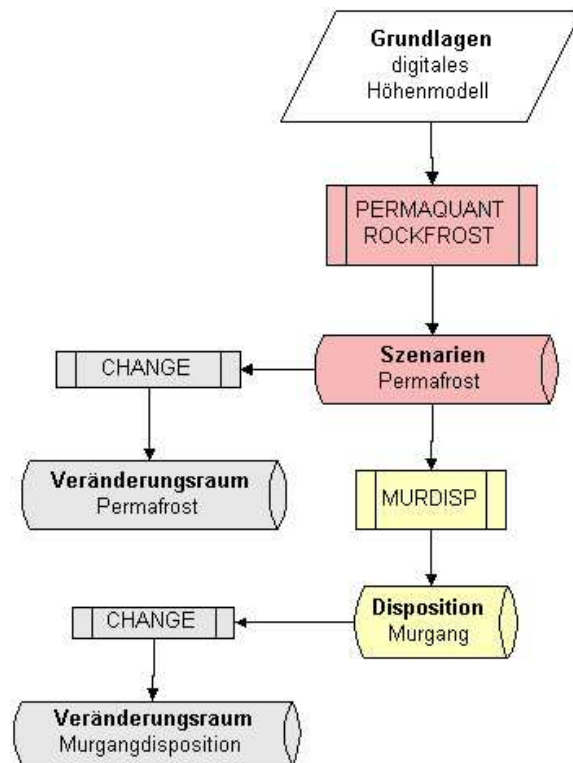 Grundlagen
digitales
Höhenmodell
PERMAQUANT
ROCKFROST
Szenarien
Permafrost
CHANGE
Veränderungsraum
Permafrost
MURDISP
Disposition
Murgang
CHANGE
Veränderungsraum
Murgangdisposition